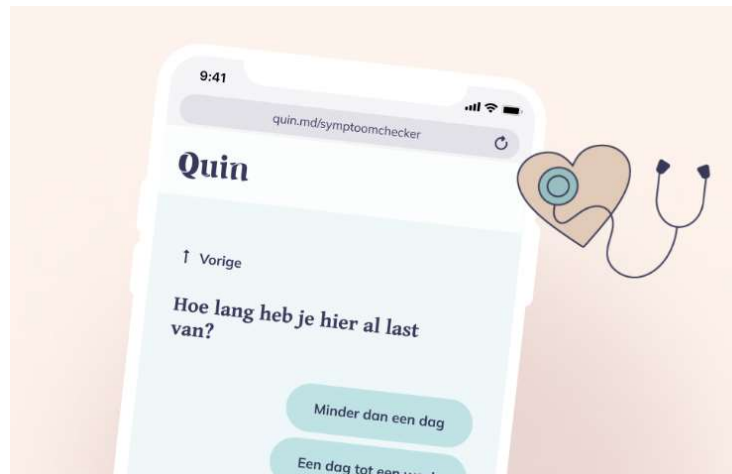 9:41
quin.md/symptoomchecker
Quin
↑ Vorige
Hoe lang heb je hier al last
van?
Minder dan een dag
Een dag tot een